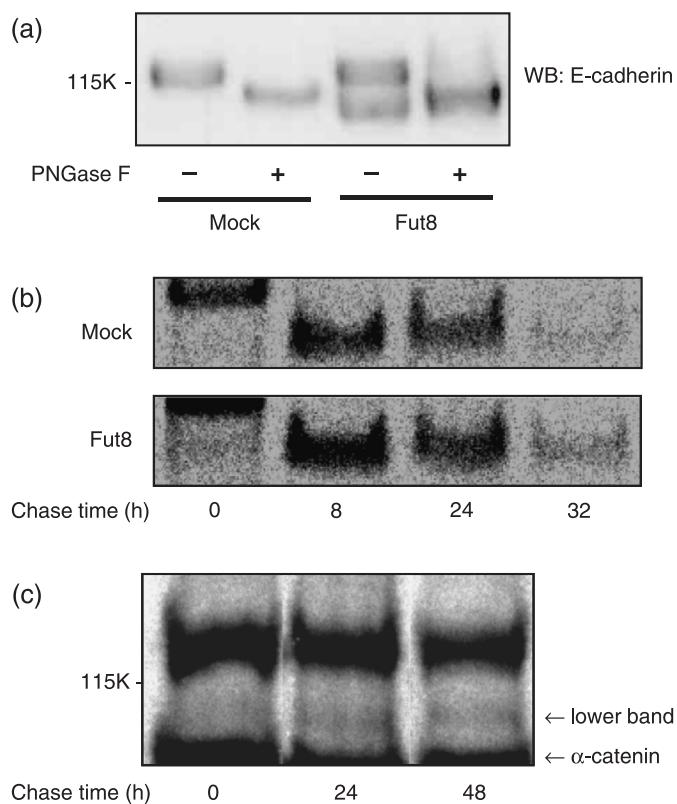 (a)
115K -
WB: E-cadherin
PNGase F − + − +
Mock Fut8
(b)
Mock
Fut8
Chase time (h) 0 8 24 32
(c)
115K -
← lower band
← α-catenin
Chase time (h) 0 24 48